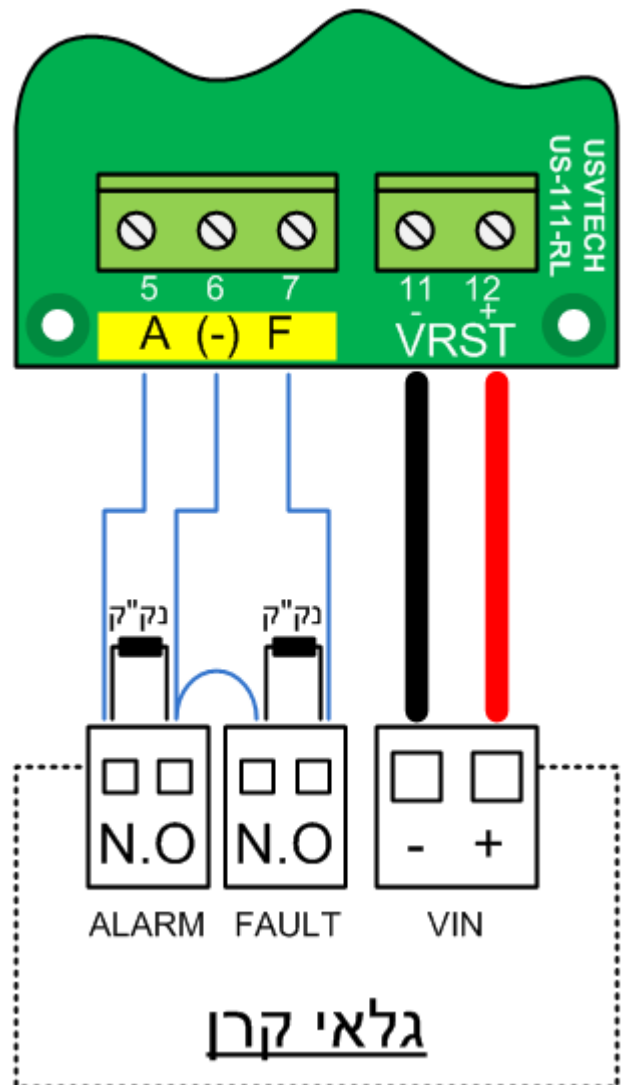 USVTECH
US-111-RL
5 6 7 11 12
- +
A (-) F VRST
נק"ק נק"ק
N.O N.O - +
ALARM FAULT VIN
גלאי קרן